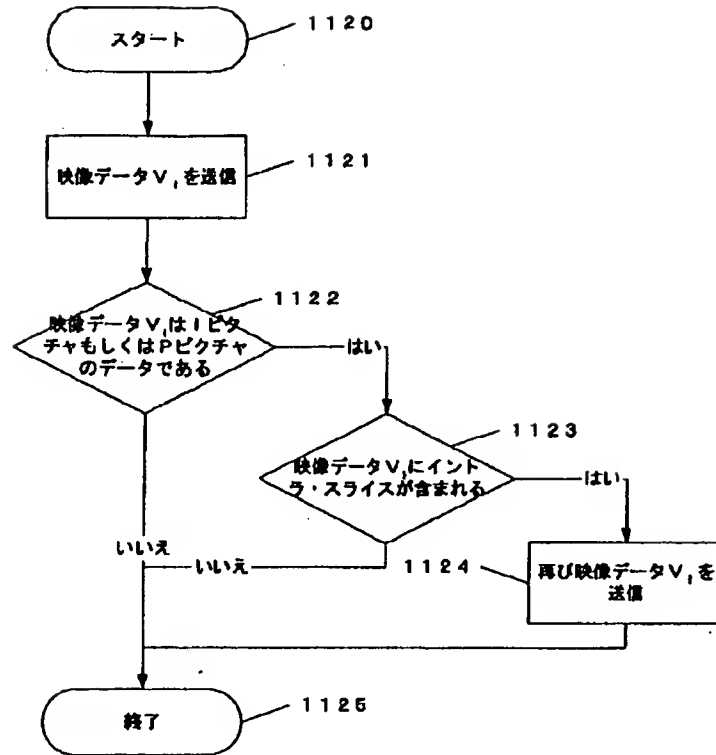 スタート
1120
映像データV₁を送信
1121
1122
映像データV₁はIピク
チャもしくはPピクチャ
のデータである
はい
1123
映像データV₁にイント
ラ・スライスが含まれる
はい
いいえ
いいえ
1124
再び映像データV₁を
送信
終了
1125